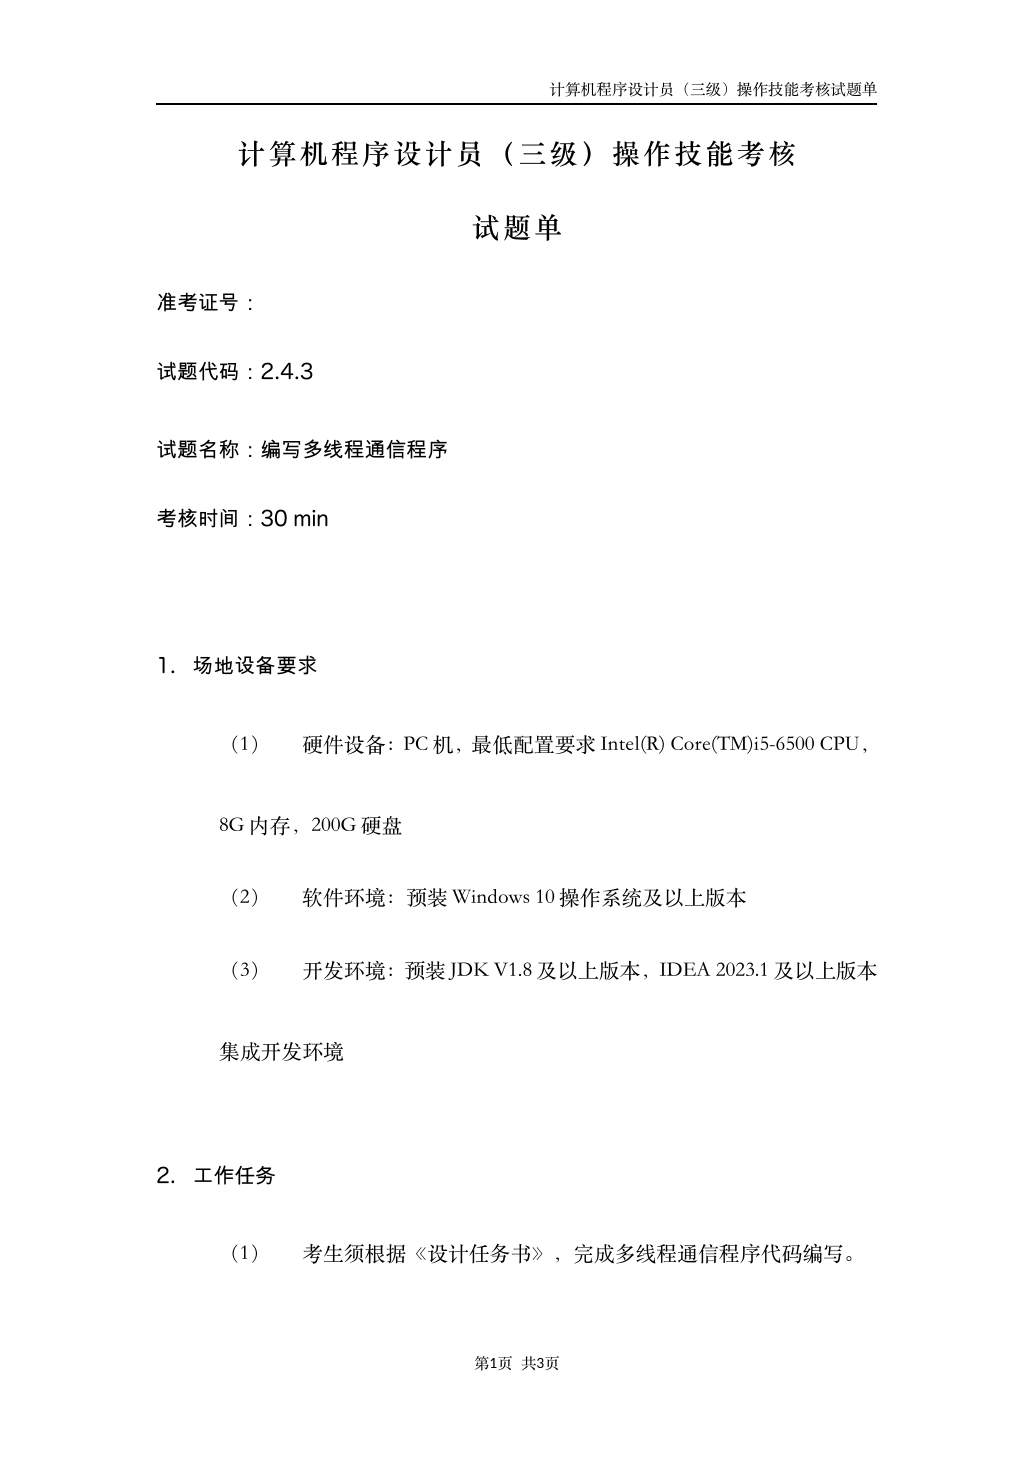 计算机程序设计员（三级）操作技能考核试题单
计算机程序设计员（三级）操作技能考核
试题单
准考证号：
试题代码：2.4.3
试题名称：编写多线程通信程序
考核时间：30 min
1. 场地设备要求
（1） 硬件设备：PC 机，最低配置要求 Intel(R) Core(TM)i5-6500 CPU，
8G 内存，200G 硬盘
（2） 软件环境：预装 Windows 10 操作系统及以上版本
（3） 开发环境：预装 JDK V1.8 及以上版本，IDEA 2023.1 及以上版本
集成开发环境
2. 工作任务
（1） 考生须根据《设计任务书》，完成多线程通信程序代码编写。
第1页 共3页